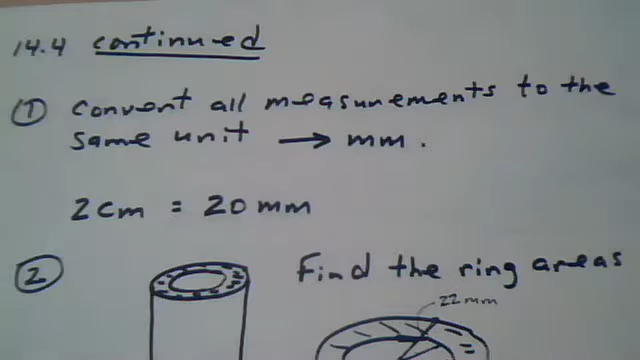 14.4 continued
① Convert all measurements to the
same unit → mm.
2cm = 20mm
② Find the ring areas
22mm